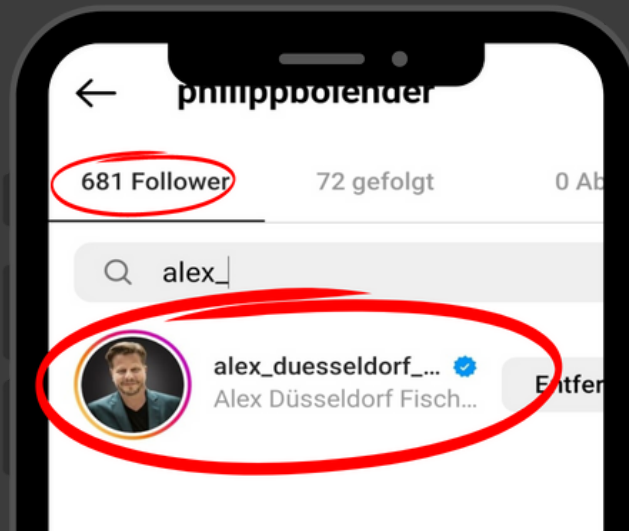 philippbolender
681 Follower 72 gefolgt 0 Ab
alex_
alex_duesseldorf_...
Entfer
Alex Düsseldorf Fisch...